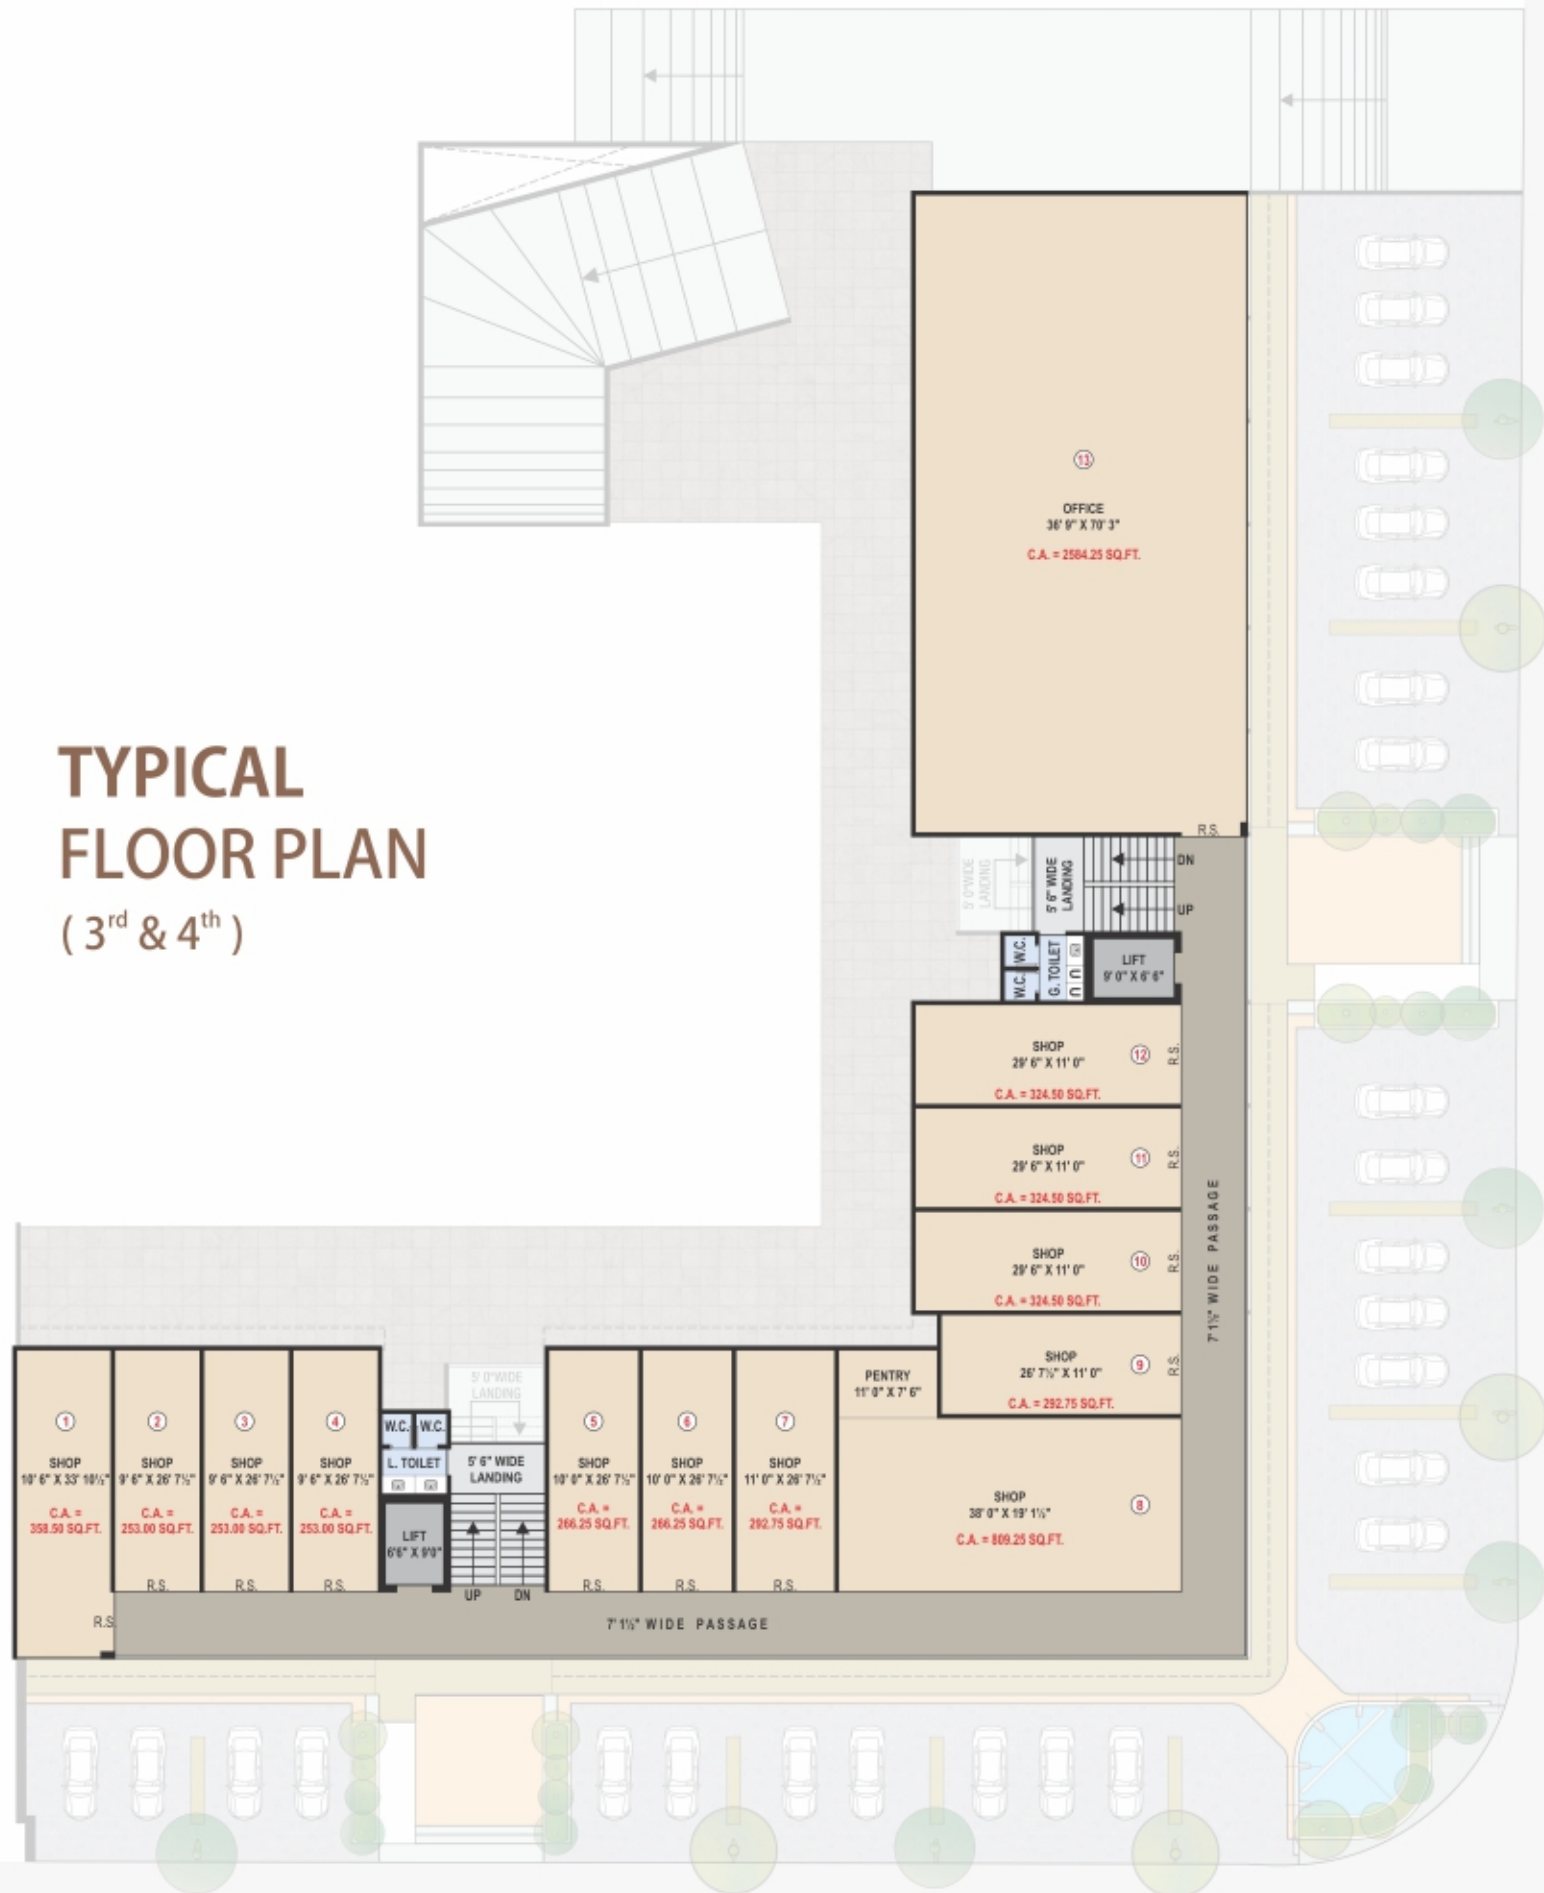 TYPICAL
FLOOR PLAN
( 3rd & 4th )
13
OFFICE
36' 9" X 70' 3"
C.A. = 2584.25 SQ.FT.
R.S.
5' 0"WIDE
LANDING
5' 6" WIDE
LANDING
DN
UP
W.C.
W.C.
G. TOILET
LIFT
9' 0" X 6' 6"
SHOP
29' 6" X 11' 0"
12
R.S.
C.A. = 324.50 SQ.FT.
SHOP
29' 6" X 11' 0"
11
R.S.
C.A. = 324.50 SQ.FT.
SHOP
29' 6" X 11' 0"
10
R.S.
C.A. = 324.50 SQ.FT.
7' 1½" WIDE PASSAGE
SHOP
26' 7½" X 11' 0"
9
R.S.
C.A. = 292.75 SQ.FT.
PENTRY
11' 0" X 7' 6"
SHOP
38' 0" X 19' 1½"
8
C.A. = 809.25 SQ.FT.
1
SHOP
10' 6" X 33' 10½"
C.A. =
358.50 SQ.FT.
R.S.
2
SHOP
9' 6" X 26' 7½"
C.A. =
253.00 SQ.FT.
R.S.
3
SHOP
9' 6" X 26' 7½"
C.A. =
253.00 SQ.FT.
R.S.
4
SHOP
9' 6" X 26' 7½"
C.A. =
253.00 SQ.FT.
R.S.
W.C.
W.C.
L. TOILET
LIFT
6'6" X 9'0"
5' 0"WIDE
LANDING
5' 6" WIDE
LANDING
UP
DN
5
SHOP
10' 0" X 26' 7½"
C.A. =
266.25 SQ.FT.
R.S.
6
SHOP
10' 0" X 26' 7½"
C.A. =
266.25 SQ.FT.
R.S.
7
SHOP
11' 0" X 26' 7½"
C.A. =
292.75 SQ.FT.
R.S.
7' 1½" WIDE PASSAGE